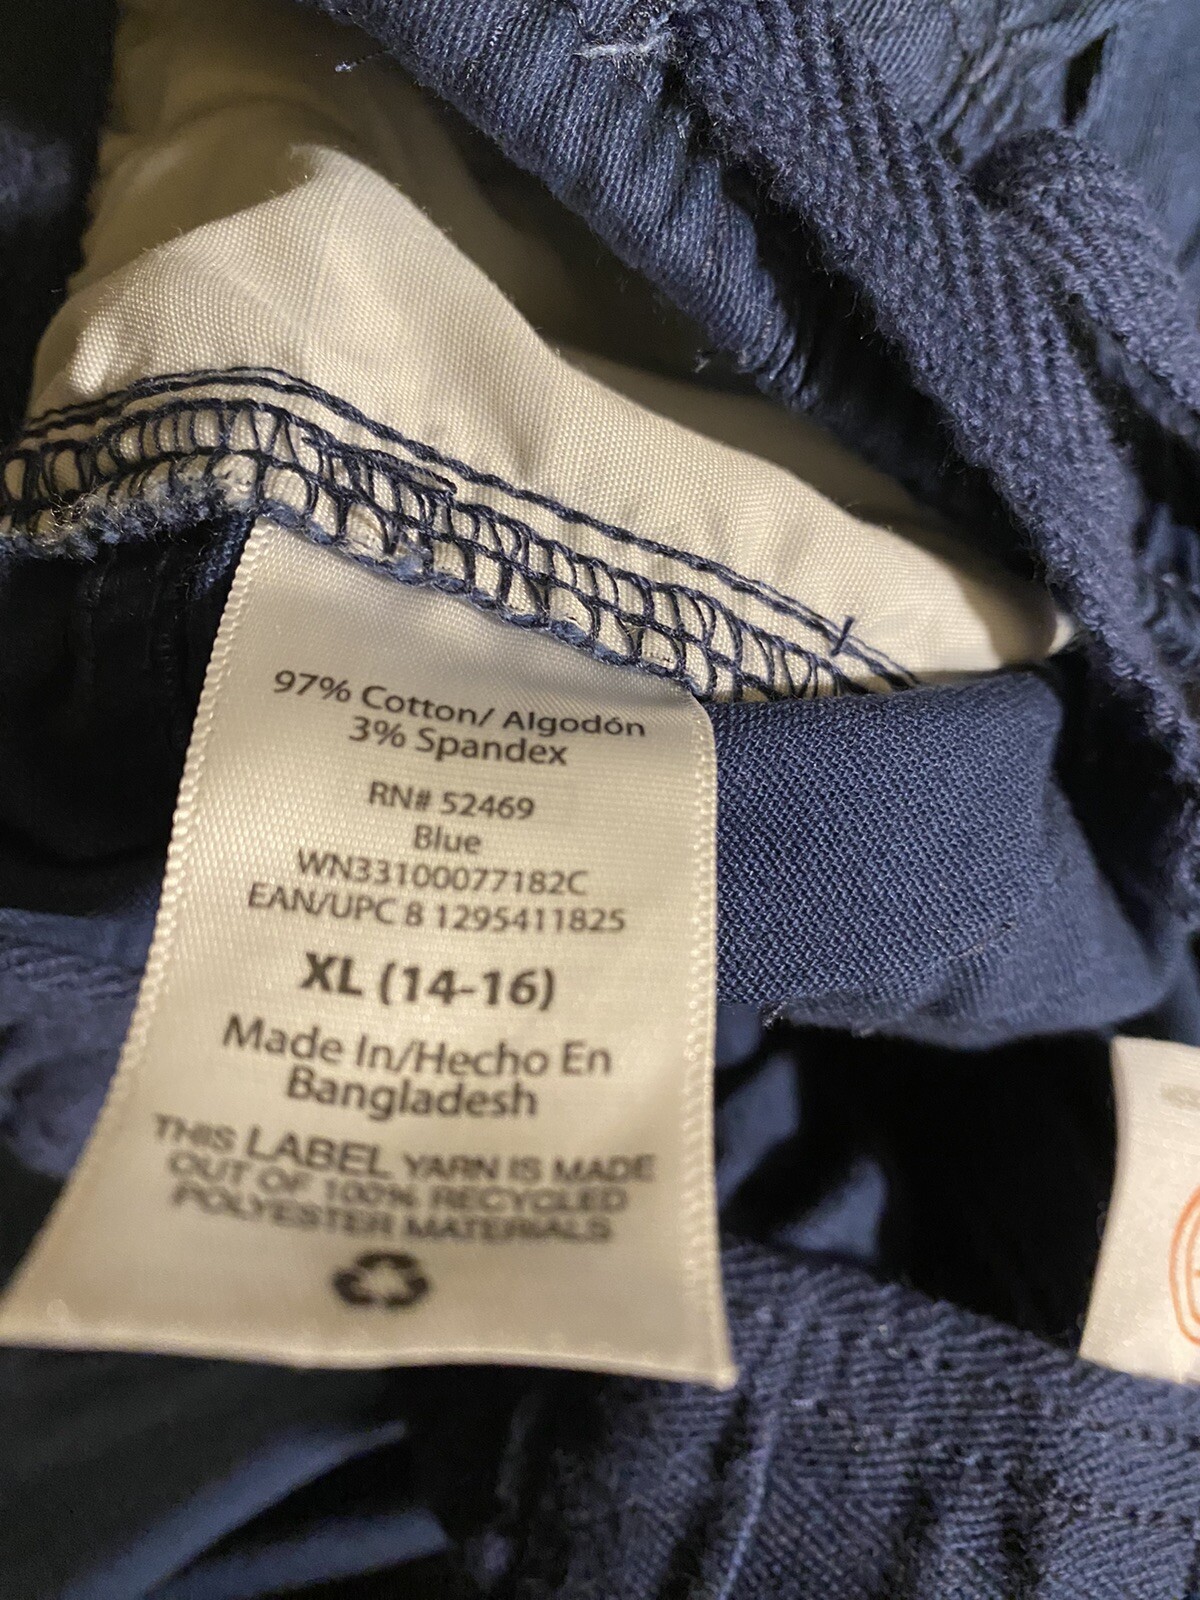 97% Cotton/ Algodón
3% Spandex
RN# 52469
Blue
WN33100077182C
EAN/UPC 8 1295411825
XL (14-16)
Made In/Hecho En
Bangladesh
THIS LABEL YARN IS MADE
OUT OF 100% RECYCLED
POLYESTER MATERIALS